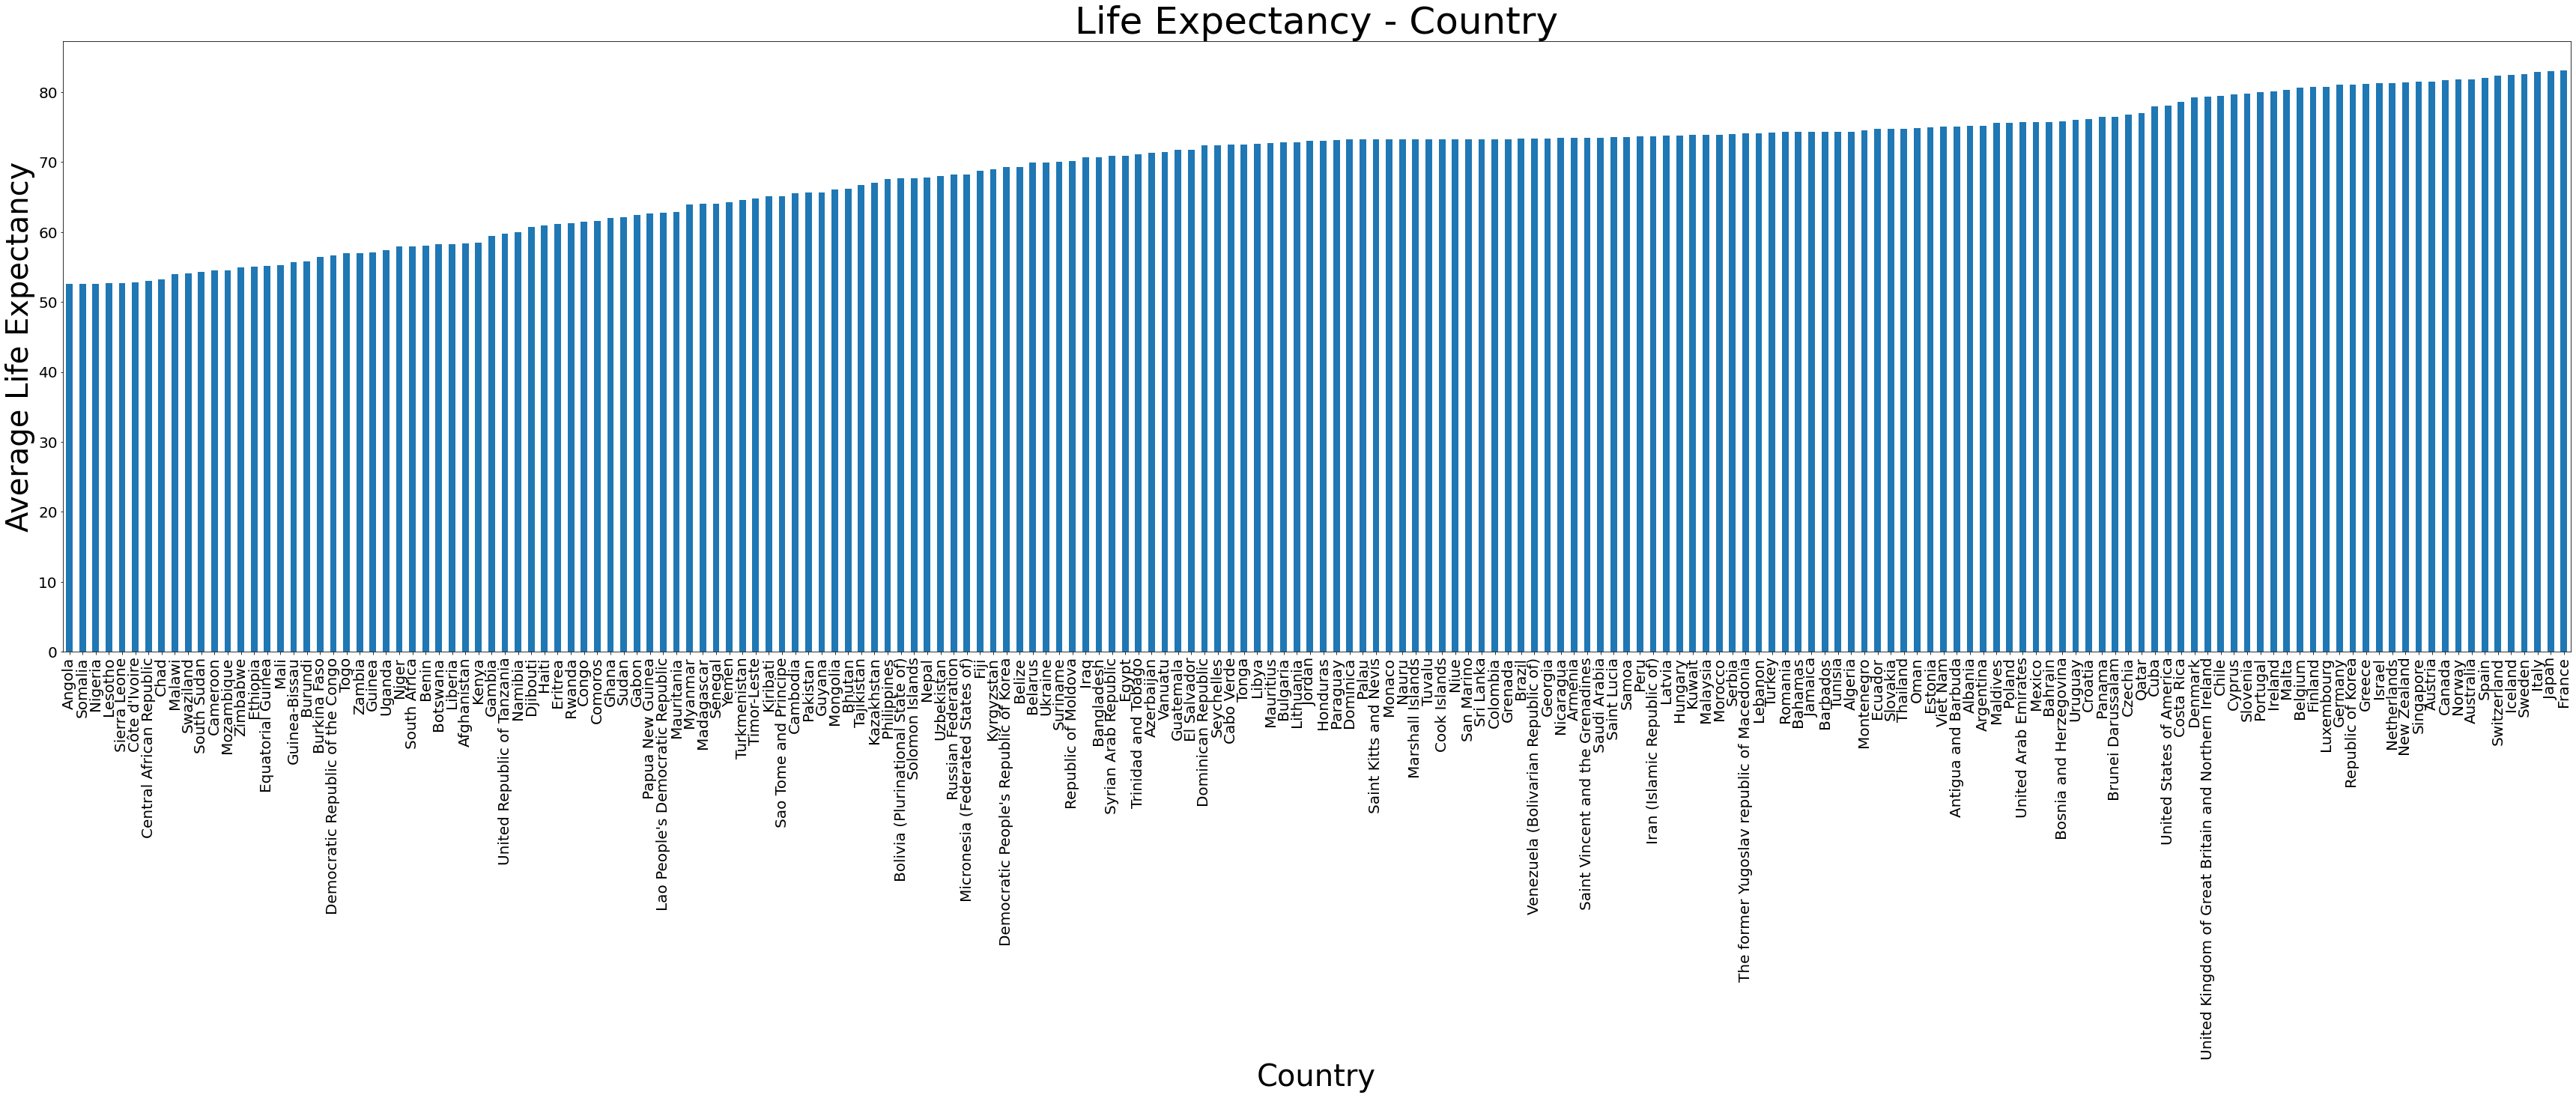 Life Expectancy - Country
Average Life Expectancy
80
70
60
50
40
30
20
10
0
Angola
Somalia
Nigeria
Lesotho
Sierra Leone
Côte d'Ivoire
Central African Republic
Chad
Malawi
Swaziland
South Sudan
Cameroon
Mozambique
Zimbabwe
Ethiopia
Equatorial Guinea
Mali
Guinea-Bissau
Burundi
Burkina Faso
Democratic Republic of the Congo
Togo
Zambia
Guinea
Uganda
Niger
South Africa
Benin
Botswana
Liberia
Afghanistan
Kenya
Gambia
United Republic of Tanzania
Namibia
Djibouti
Haiti
Eritrea
Rwanda
Congo
Comoros
Ghana
Sudan
Gabon
Papua New Guinea
Lao People's Democratic Republic
Mauritania
Myanmar
Madagascar
Senegal
Yemen
Turkmenistan
Timor-Leste
Kiribati
Sao Tome and Principe
Cambodia
Pakistan
Guyana
Mongolia
Bhutan
Tajikistan
Kazakhstan
Philippines
Bolivia (Plurinational State of)
Solomon Islands
Nepal
Uzbekistan
Russian Federation
Micronesia (Federated States of)
Fiji
Kyrgyzstan
Democratic People's Republic of Korea
Belize
Belarus
Ukraine
Suriname
Republic of Moldova
Iraq
Bangladesh
Syrian Arab Republic
Egypt
Trinidad and Tobago
Azerbaijan
Vanuatu
Guatemala
El Salvador
Dominican Republic
Seychelles
Cabo Verde
Tonga
Libya
Mauritius
Bulgaria
Lithuania
Jordan
Honduras
Paraguay
Dominica
Palau
Saint Kitts and Nevis
Monaco
Nauru
Marshall Islands
Tuvalu
Cook Islands
Niue
San Marino
Sri Lanka
Colombia
Grenada
Brazil
Venezuela (Bolivarian Republic of)
Georgia
Nicaragua
Armenia
Saint Vincent and the Grenadines
Saudi Arabia
Saint Lucia
Samoa
Peru
Iran (Islamic Republic of)
Latvia
Hungary
Kuwait
Malaysia
Morocco
Serbia
The former Yugoslav republic of Macedonia
Lebanon
Turkey
Romania
Bahamas
Jamaica
Barbados
Tunisia
Algeria
Montenegro
Ecuador
Slovakia
Thailand
Oman
Estonia
Viet Nam
Antigua and Barbuda
Albania
Argentina
Maldives
Poland
United Arab Emirates
Mexico
Bahrain
Bosnia and Herzegovina
Uruguay
Croatia
Panama
Brunei Darussalam
Czechia
Qatar
Cuba
United States of America
Costa Rica
Denmark
United Kingdom of Great Britain and Northern Ireland
Chile
Cyprus
Slovenia
Portugal
Ireland
Malta
Belgium
Finland
Luxembourg
Germany
Republic of Korea
Greece
Israel
Netherlands
New Zealand
Singapore
Austria
Canada
Norway
Australia
Spain
Switzerland
Iceland
Sweden
Italy
Japan
France
Country